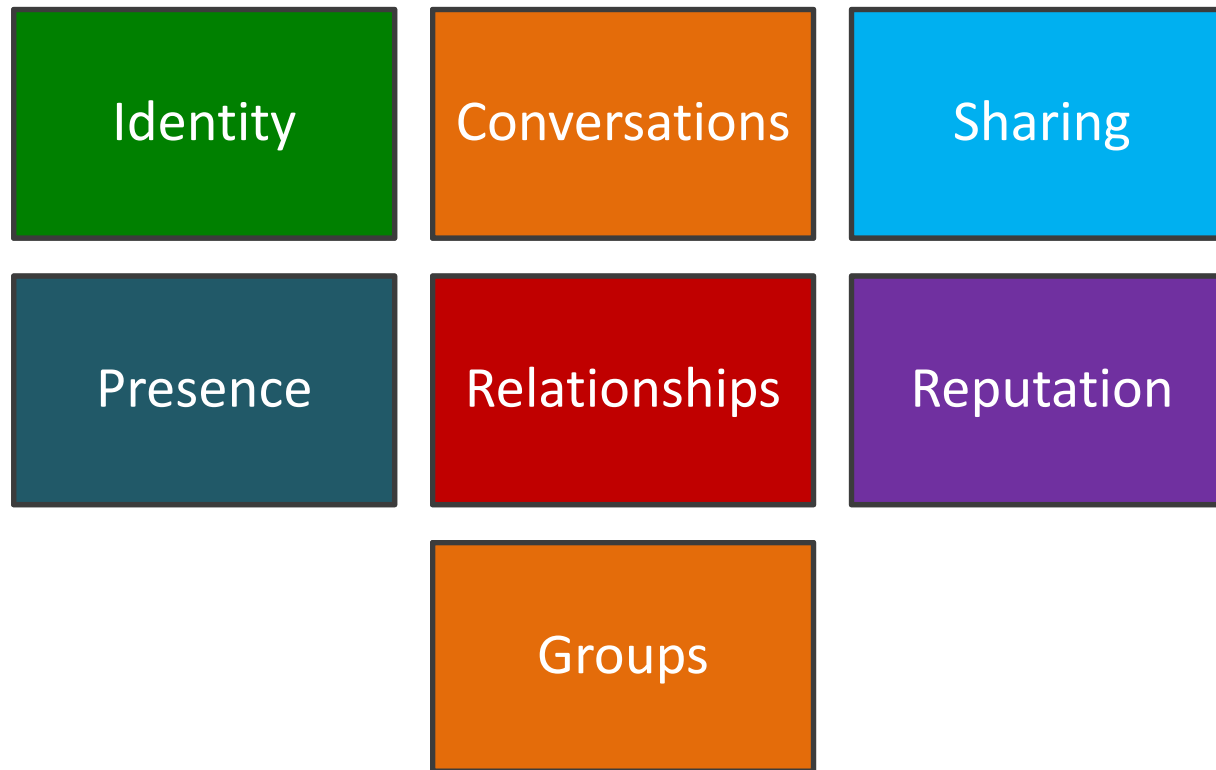 Identity
Conversations
Sharing
Presence
Relationships
Reputation
Groups